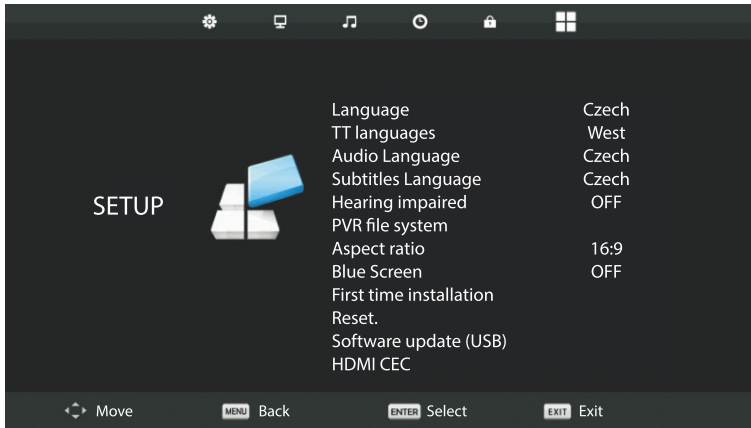 SETUP
Language Czech
TT languages West
Audio Language Czech
Subtitles Language Czech
Hearing impaired OFF
PVR file system
Aspect ratio 16:9
Blue Screen OFF
First time installation
Reset.
Software update (USB)
HDMI CEC
Move MENU Back ENTER Select EXIT Exit